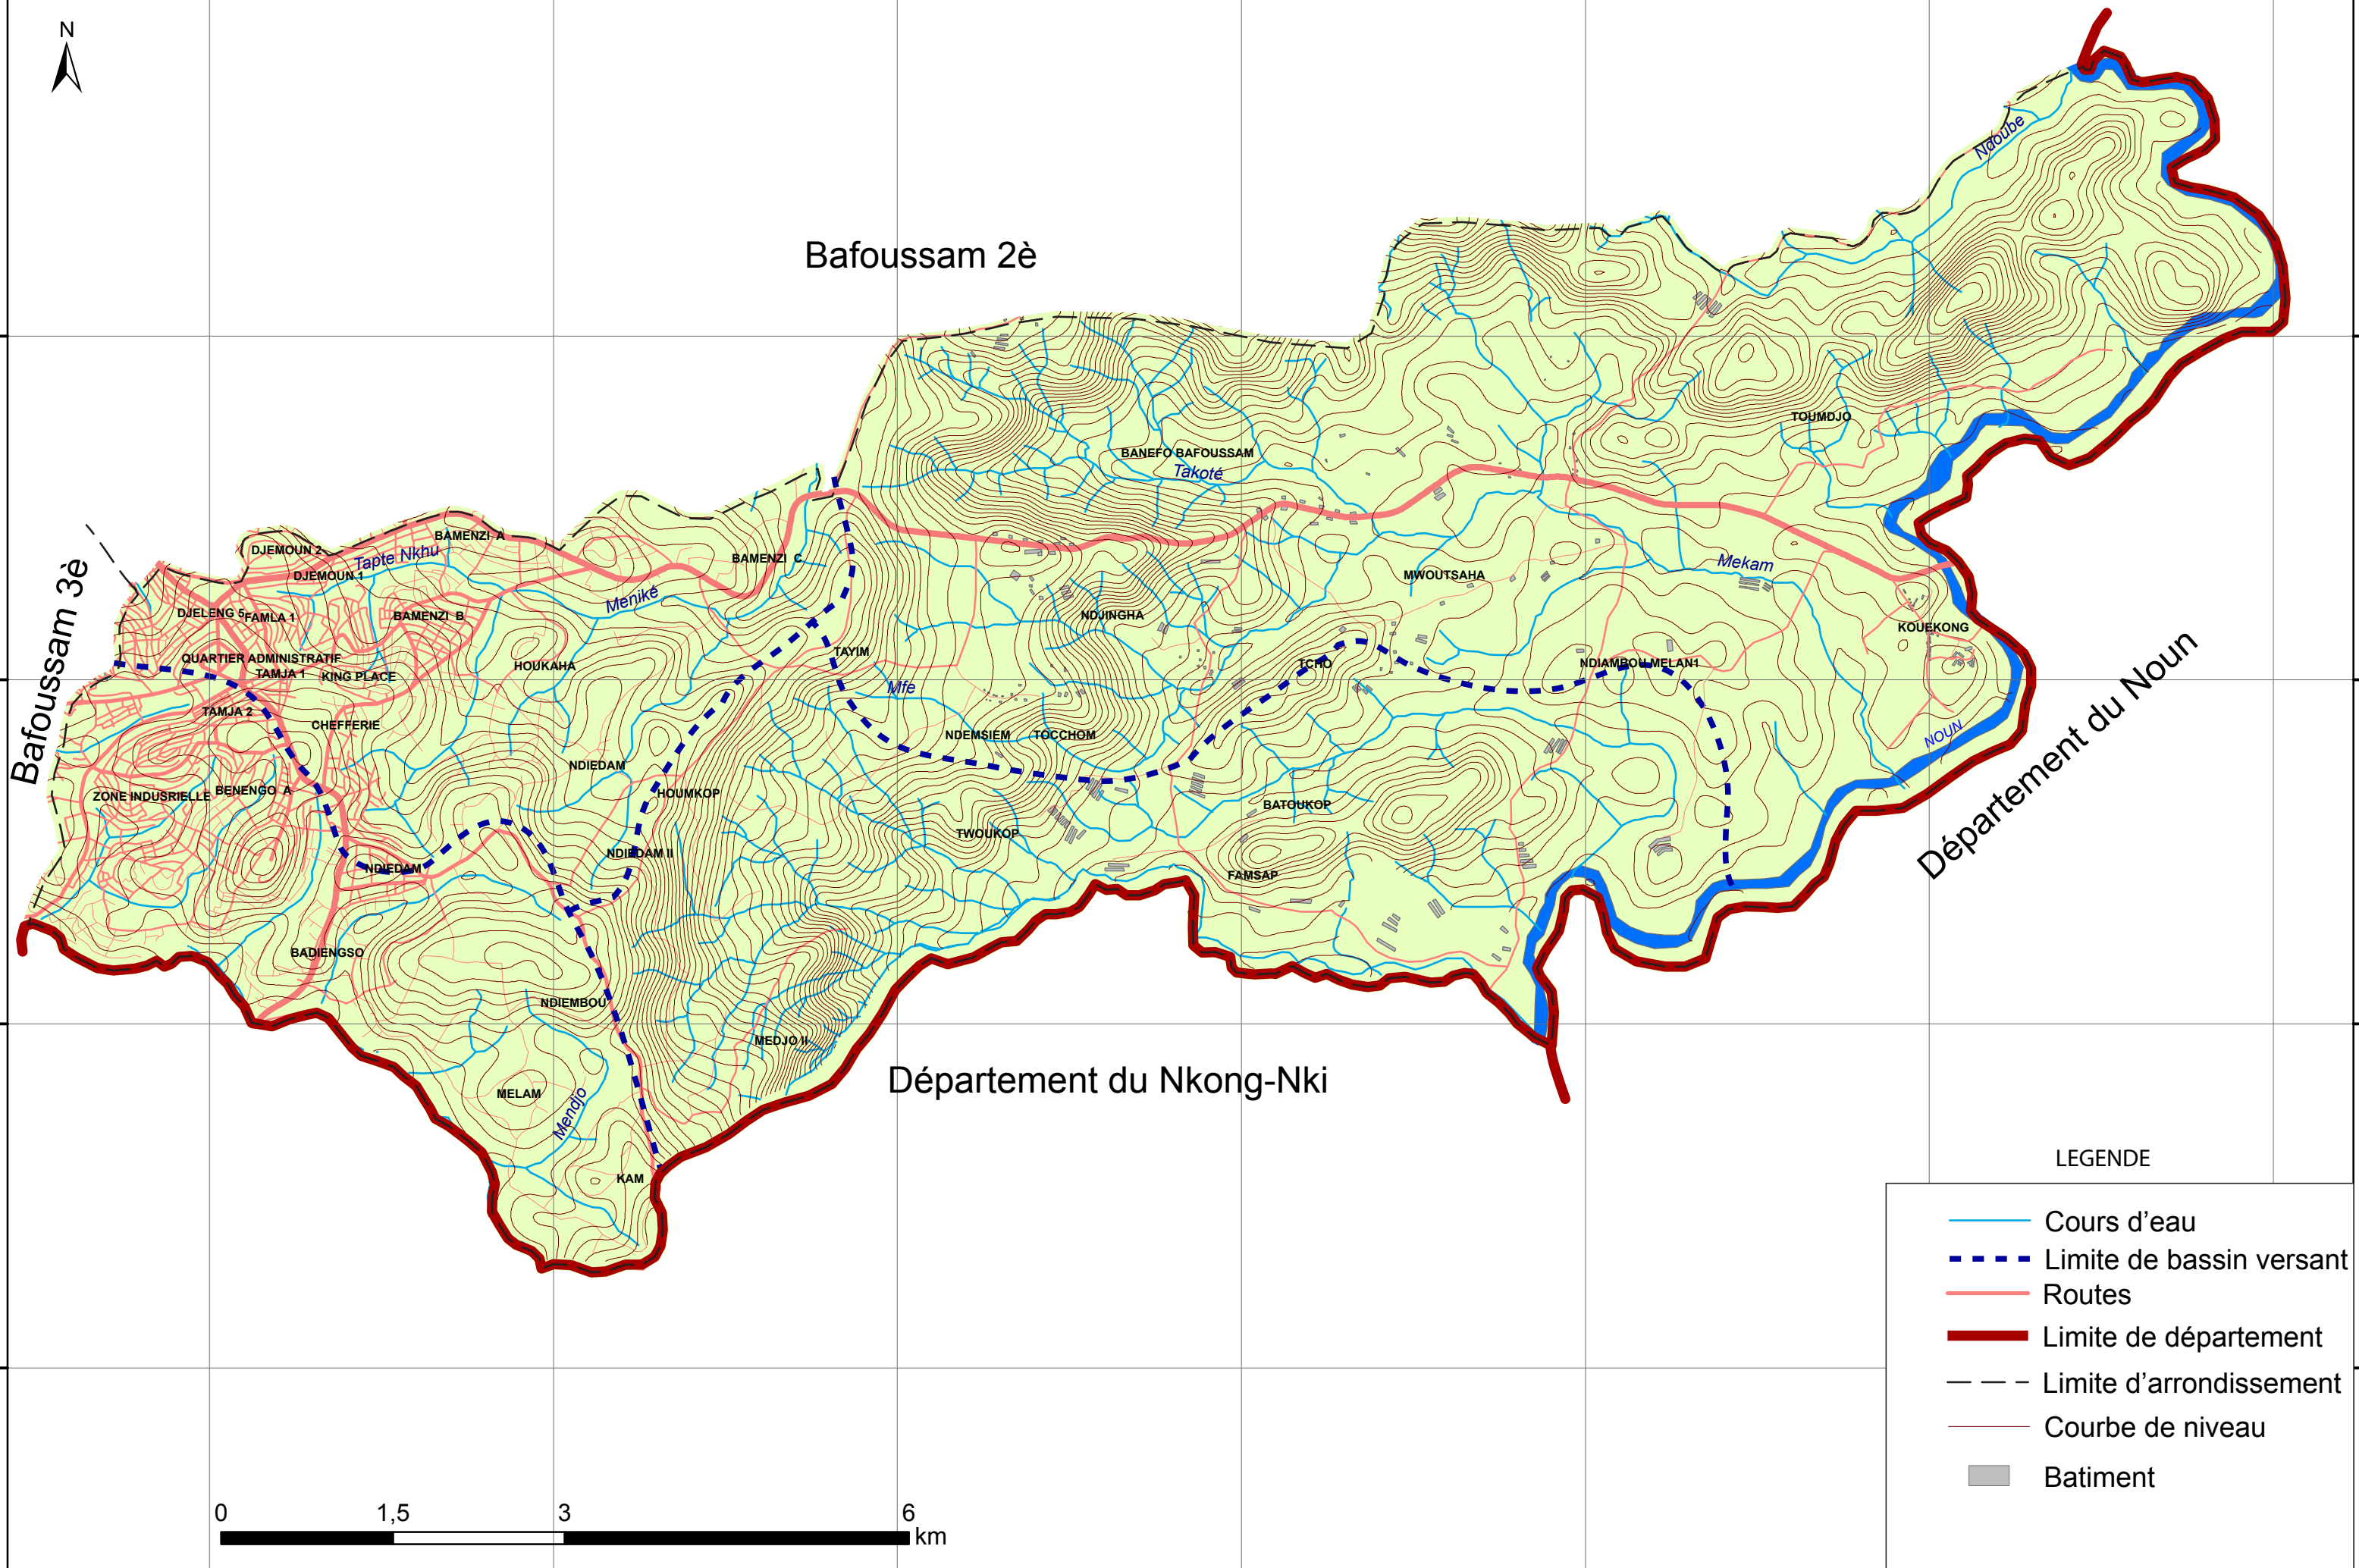 N
Ndoube
Bafoussam 2è
TOUMDJO
BANEFO BAFOUSSAM
Takoté
BAMENZI A
DJEMOUN 2
Tapte Nkhu
BAMENZI C
Mekam
DJEMOUN 1
MWOUTSAHA
Meniké
DJELENG 5
FAMLA 1
BAMENZI B
NDJINGHA
KOUEKONG
Bafoussam 3è
QUARTIER ADMINISTRATIF
TAYIM
HOUKAHA
TCHO
NDIAMBOU MELAN1
TAMJA 1
KING PLACE
Mfe
TAMJA 2
CHEFFERIE
NDEMSIEM
TOCCHOM
NOUN
Département du Noun
NDIEDAM
ZONE INDUSRIELLE
BENENGO A
HOUMKOP
BATOUKOP
TWOUKOP
NDIEDAM II
NDIEDAM
FAMSAP
BADIENGSO
NDIEMBOU
MEDJO II
Département du Nkong-Nki
MELAM
Mendjo
KAM
LEGENDE
Cours d’eau
Limite de bassin versant
Routes
Limite de département
Limite d’arrondissement
Courbe de niveau
Batiment
0 1,5 3 6
km